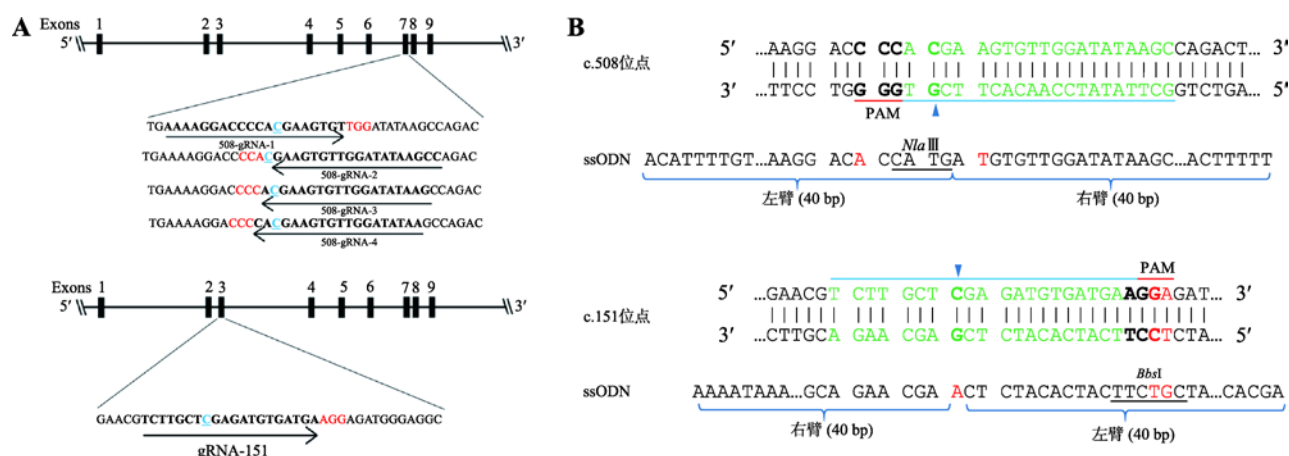 A
Exons 1 2 3 4 5 6 7 8 9
5′ 3′
TGAAAAGGACCCCACGAAGTGTTGGATATAAGCCAGAC
508-gRNA-1
TGAAAAGGACCCCACGAAGTGTTGGATATAAGCCAGAC
508-gRNA-2
TGAAAAGGACCCCACGAAGTGTTGGATATAAGCCAGAC
508-gRNA-3
TGAAAAGGACCCCACGAAGTGTTGGATATAAGCCAGAC
508-gRNA-4
Exons 1 2 3 4 5 6 7 8 9
5′ 3′
GAACGTCTTGCTCGAGATGTGATGAAGGAGATGGGAGGC
gRNA-151
B
5′ ...AAGG ACC CCA CGA AGTGTTGGATATAAGCCAGACT... 3′
c.508位点
3′ ...TTCC TGG GGT GCT TCACAACCTATATTCGGTCTGA... 5′
PAM
Nla III
ssODN ACATTTTGT...AAGG ACA CCA TGA TGTGTTGGATATAAGC...ACTTTTT
左臂 (40 bp) 右臂 (40 bp)
PAM
5′ ...GAACGT CTT GCT CGA GATGTGATGAAGGAGAT... 3′
c.151位点
3′ ...CTTGCA GAA CGA GCT CTACACTACTTCCTCTA... 5′
BbsI
ssODN AAAATAAA...GCA GAA CGA ACT CTACACTACTTCTGCTA...CACGA
右臂 (40 bp) 左臂 (40 bp)